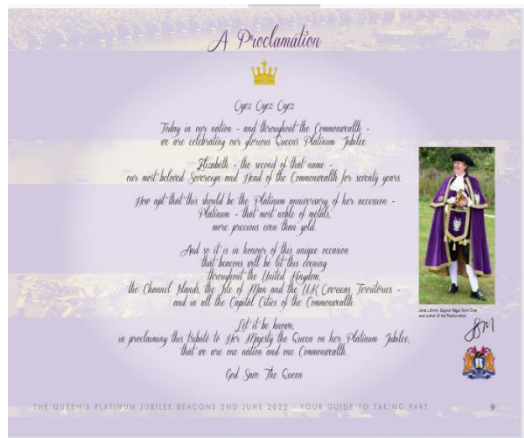 A Proclamation
Oyez Oyez Oyez
Today in our nation - and throughout the Commonwealth -
we are celebrating our glorious Queen's Platinum Jubilee.
Elizabeth - the second of that name -
our most beloved Sovereign and Head of the Commonwealth for seventy years.
How apt that this should be the Platinum anniversary of her accession -
Platinum - that most noble of metals,
more precious even than gold.
And so it is in honour of this unique occasion
that beacons will be lit this evening
throughout the United Kingdom,
the Channel Islands, the Isle of Man and the U.K Overseas Territories -
and in all the Capital Cities of the Commonwealth.
Let it be known,
in proclaiming this tribute to Her Majesty the Queen on her Platinum Jubilee,
that we are one nation and one Commonwealth.
God Save The Queen
and author of the Proclamation
THE QUEEN'S PLATINUM JUBILEE BEACONS 2ND JUNE 2022 - YOUR GUIDE TO TAKING PART
9